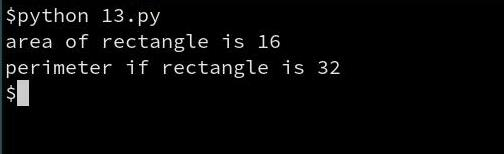 $python 13.py
area of rectangle is 16
perimeter if rectangle is 32
$